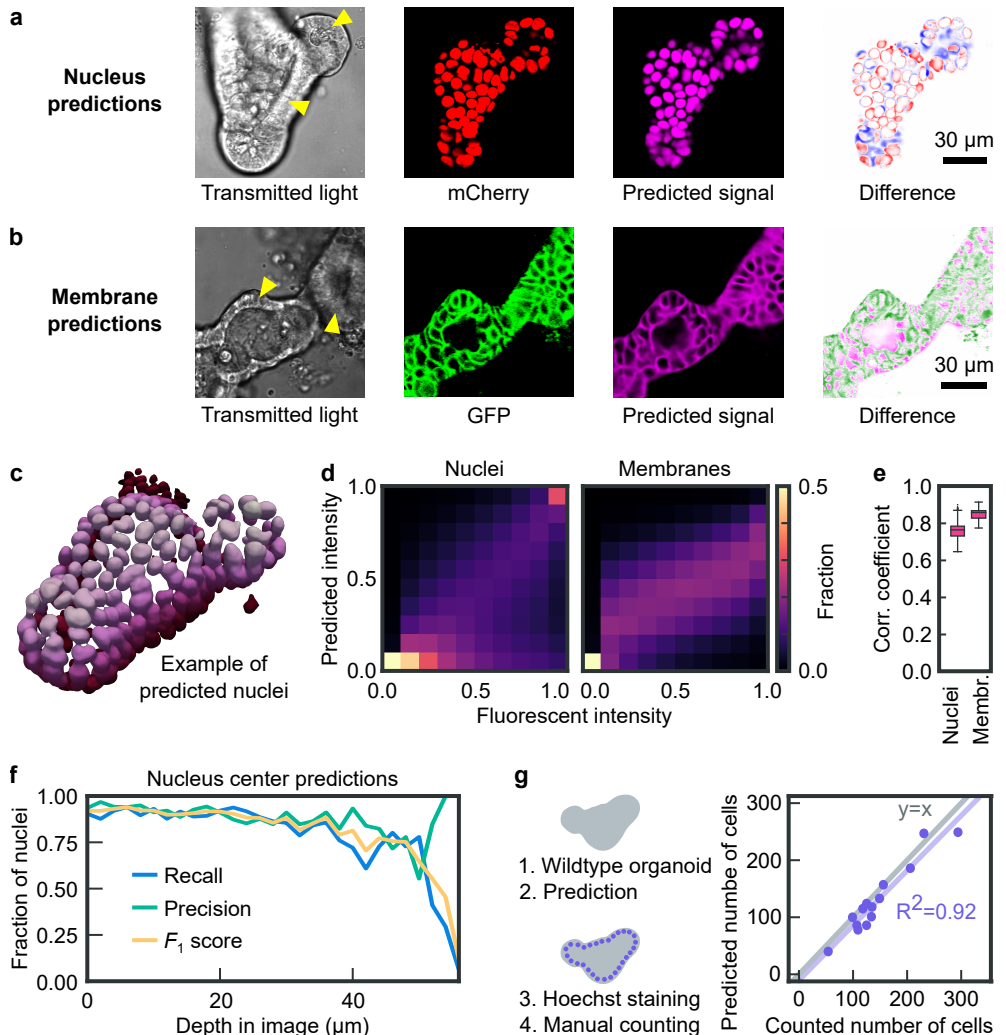 a
Nucleus
predictions
Transmitted light
mCherry
Predicted signal
Difference
30 µm
b
Membrane
predictions
Transmitted light
GFP
Predicted signal
Difference
30 µm
c
Example of
predicted nuclei
d
Nuclei
Membranes
Predicted intensity
1.0
0.5
0.0
0.0
0.5
1.0
0.0
0.5
1.0
Fluorescent intensity
0.5
0.0
Fraction
e
Corr. coefficient
1.0
0.8
0.6
0.4
0.2
0.0
Nuclei
Membr.
f
Nucleus center predictions
Fraction of nuclei
1.00
0.75
0.50
0.25
0.00
Recall
Precision
F1 score
0
20
40
Depth in image (µm)
g
1. Wildtype organoid
2. Prediction
3. Hoechst staining
4. Manual counting
Predicted number of cells
300
200
100
0
y=x
R²=0.92
0
100
200
300
Counted number of cells